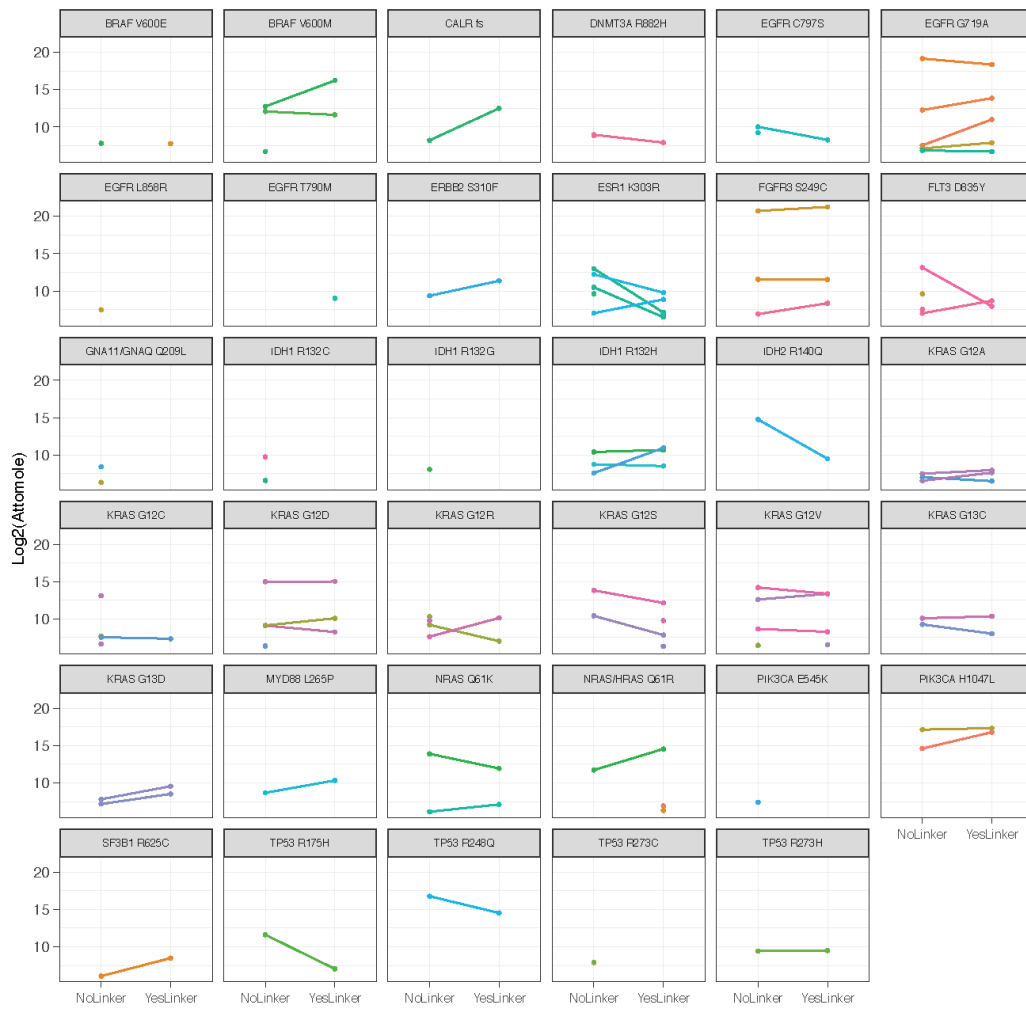 BRAF V600E BRAF V600M CALR fs DNMT3A R882H EGFR C797S EGFR G719A
20
15
10
EGFR L858R EGFR T790M ERBB2 S310F ESR1 K303R FGFR3 S249C FLT3 D835Y
20
15
10
GNA11/GNAQ Q209L IDH1 R132C IDH1 R132G IDH1 R132H IDH2 R140Q KRAS G12A
20
15
10
Log2(Attomole)
KRAS G12C KRAS G12D KRAS G12R KRAS G12S KRAS G12V KRAS G13C
20
15
10
KRAS G13D MYD88 L265P NRAS Q61K NRAS/HRAS Q61R PIK3CA E545K PIK3CA H1047L
20
15
10
NoLinker YesLinker
SF3B1 R625C TP53 R175H TP53 R248Q TP53 R273C TP53 R273H
20
15
10
NoLinker YesLinker NoLinker YesLinker NoLinker YesLinker NoLinker YesLinker NoLinker YesLinker